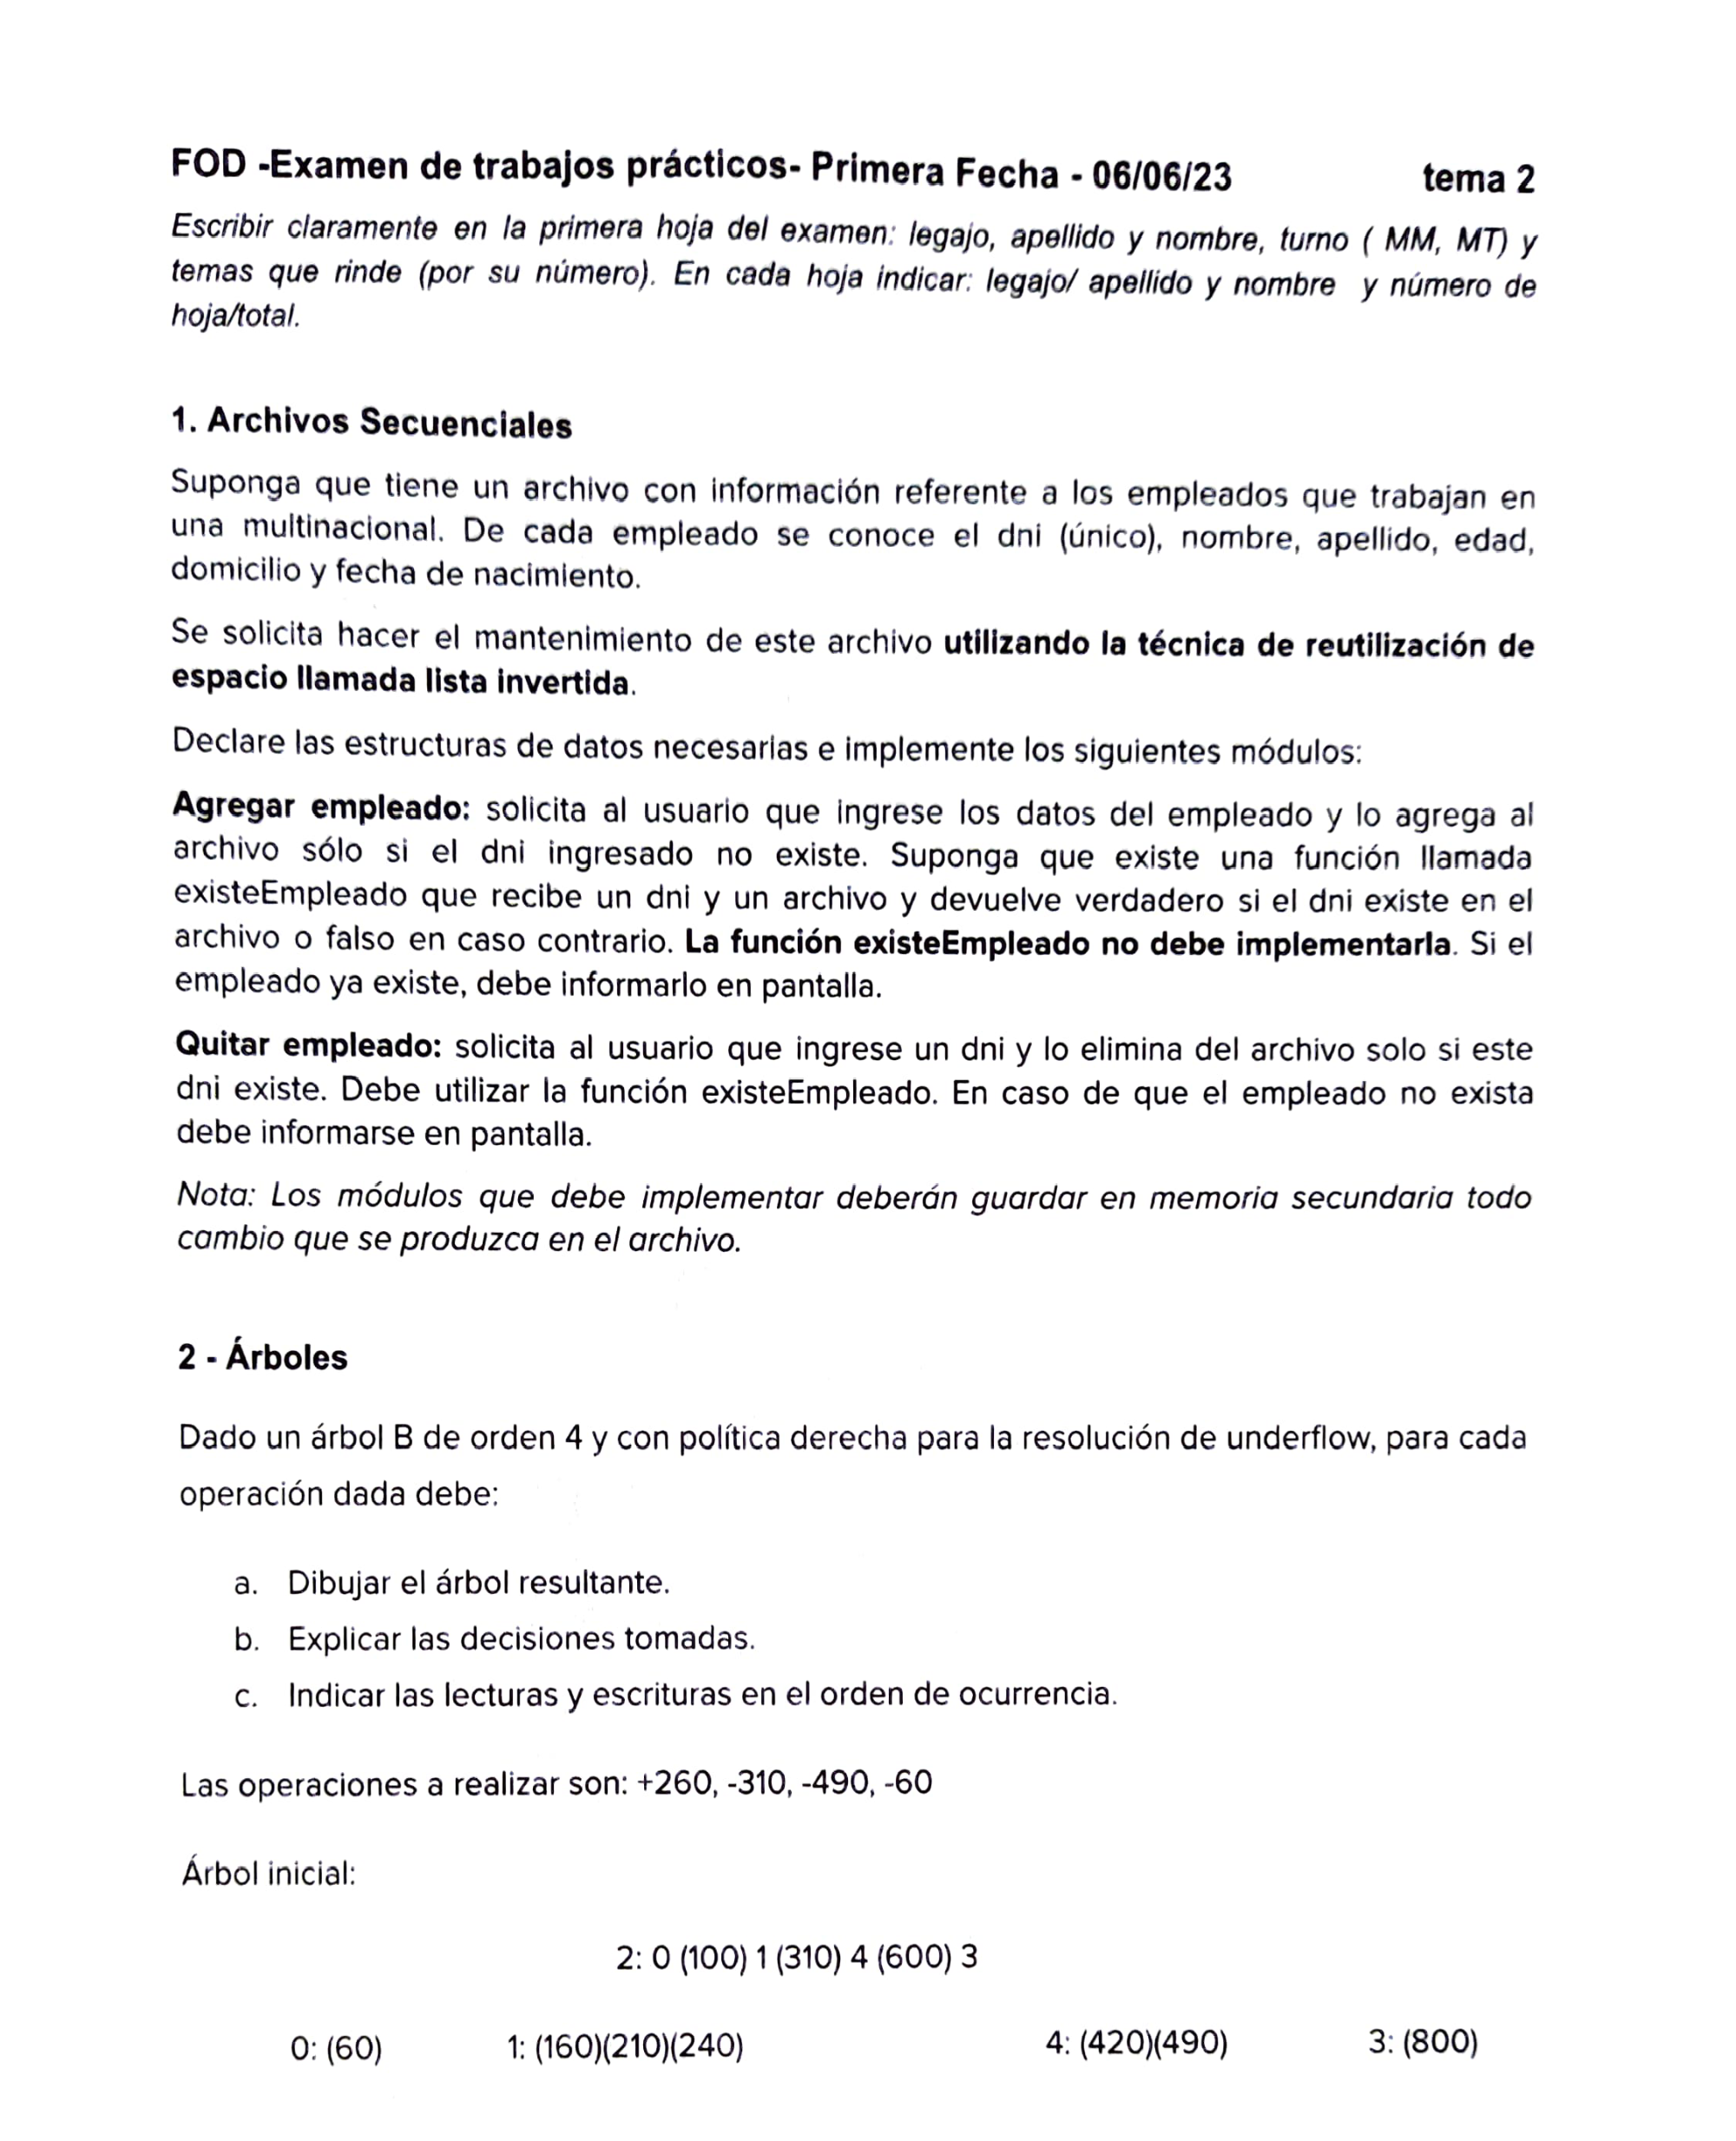 FOD -Examen de trabajos prácticos- Primera Fecha - 06/06/23 tema 2
Escribir claramente en la primera hoja del examen: legajo, apellido y nombre, turno ( MM, MT) y
temas que rinde (por su número). En cada hoja indicar: legajo/ apellido y nombre y número de
hoja/total.
1. Archivos Secuenciales
Suponga que tiene un archivo con información referente a los empleados que trabajan en
una multinacional. De cada empleado se conoce el dni (único), nombre, apellido, edad,
domicilio y fecha de nacimiento.
Se solicita hacer el mantenimiento de este archivo utilizando la técnica de reutilización de
espacio llamada lista invertida.
Declare las estructuras de datos necesarias e implemente los siguientes módulos:
Agregar empleado: solicita al usuario que ingrese los datos del empleado y lo agrega al
archivo sólo si el dni ingresado no existe. Suponga que existe una función llamada
existeEmpleado que recibe un dni y un archivo y devuelve verdadero si el dni existe en el
archivo o falso en caso contrario. La función existeEmpleado no debe implementarla. Si el
empleado ya existe, debe informarlo en pantalla.
Quitar empleado: solicita al usuario que ingrese un dni y lo elimina del archivo solo si este
dni existe. Debe utilizar la función existeEmpleado. En caso de que el empleado no exista
debe informarse en pantalla.
Nota: Los módulos que debe implementar deberán guardar en memoria secundaria todo
cambio que se produzca en el archivo.
2 - Árboles
Dado un árbol B de orden 4 y con política derecha para la resolución de underflow, para cada
operación dada debe:
a. Dibujar el árbol resultante.
b. Explicar las decisiones tomadas.
c. Indicar las lecturas y escrituras en el orden de ocurrencia.
Las operaciones a realizar son: +260, -310, -490, -60
Árbol inicial:
2: 0 (100) 1 (310) 4 (600) 3
0: (60) 1: (160)(210)(240) 4: (420)(490) 3: (800)